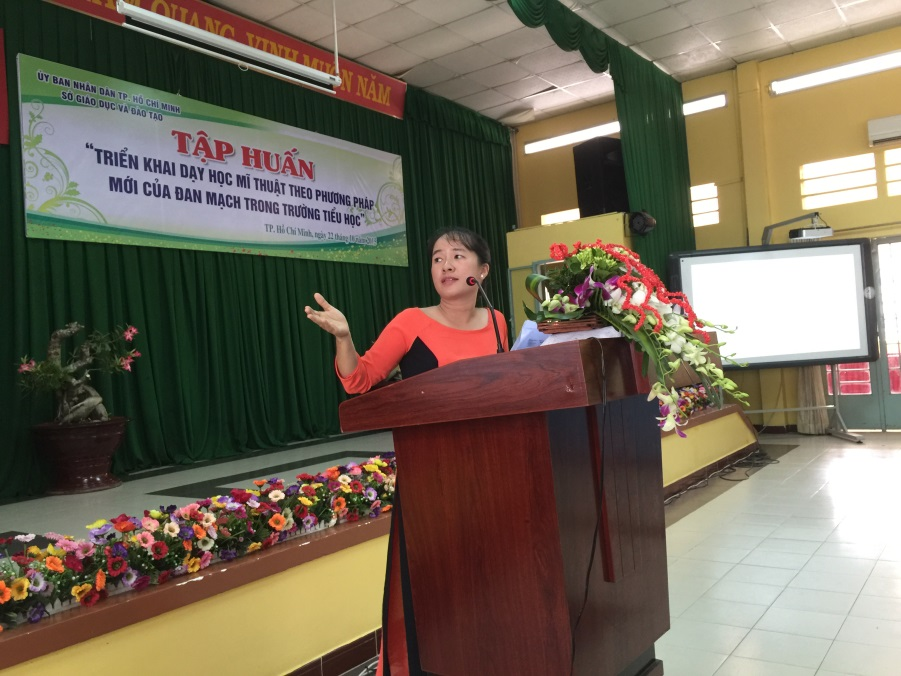 QUANG VINH MUÔN NĂM
ỦY BAN NHÂN DÂN TP. HỒ CHÍ MINH
SỞ GIÁO DỤC VÀ ĐÀO TẠO
TẬP HUẤN
"TRIỂN KHAI DẠY HỌC MĨ THUẬT THEO PHƯƠNG PHÁP
MỚI CỦA ĐAN MẠCH TRONG TRƯỜNG TIỂU HỌC"
TP. Hồ Chí Minh, ngày 22 tháng